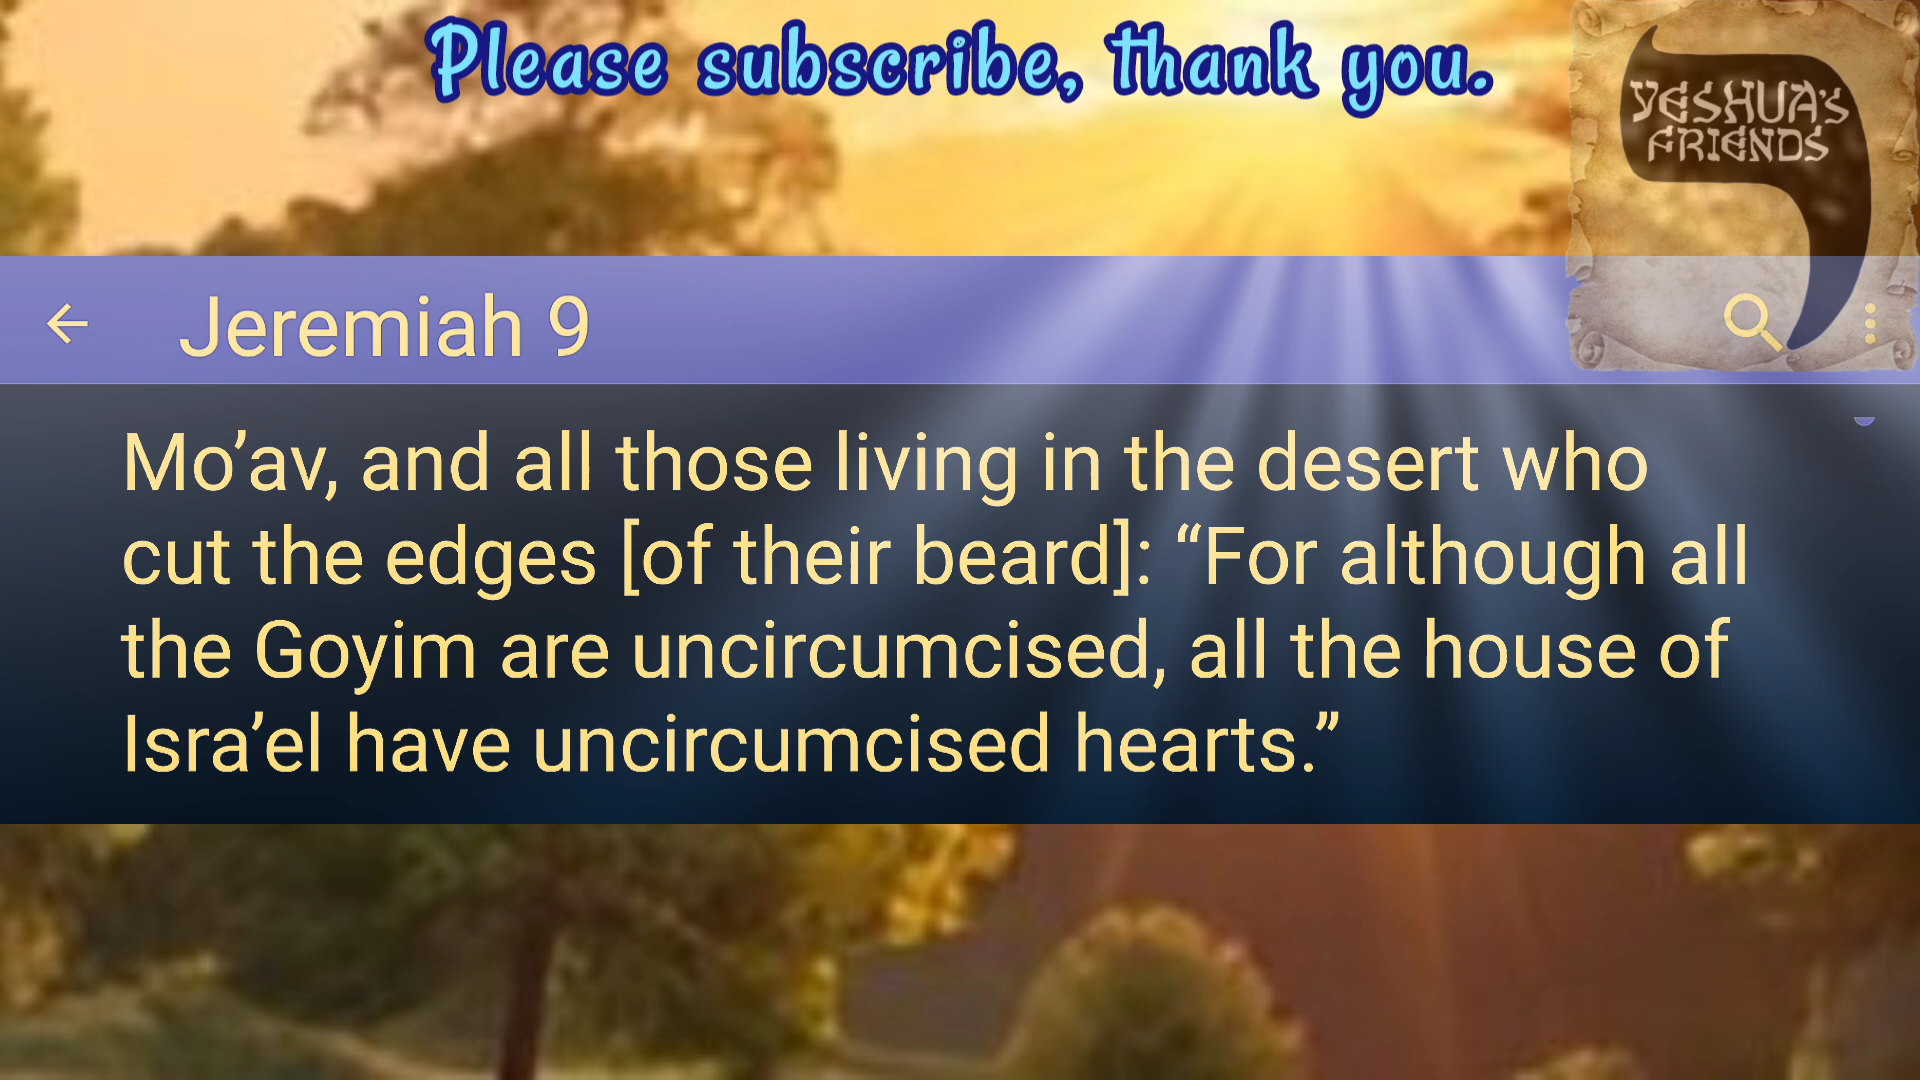 Please subscribe, thank you.
YESHUA'S
FRIENDS
Jeremiah 9
Mo’av, and all those living in the desert who
cut the edges [of their beard]: “For although all
the Goyim are uncircumcised, all the house of
Isra’el have uncircumcised hearts.”